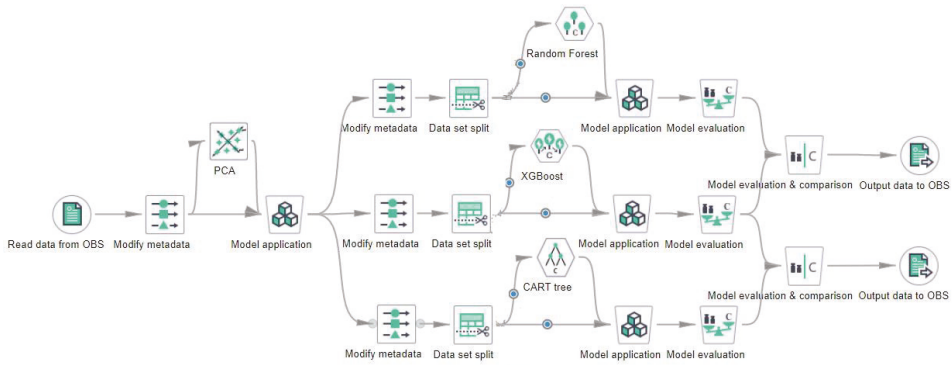 C
Random Forest
Modify metadata
Data set split
Model application
C
Model evaluation
PCA
C
XGBoost
C
Model evaluation & comparison
Output data to OBS
Read data from OBS
Modify metadata
Model application
Modify metadata
Data set split
Model application
C
Model evaluation
C
CART tree
C
Model evaluation & comparison
Output data to OBS
Modify metadata
Data set split
Model application
C
Model evaluation